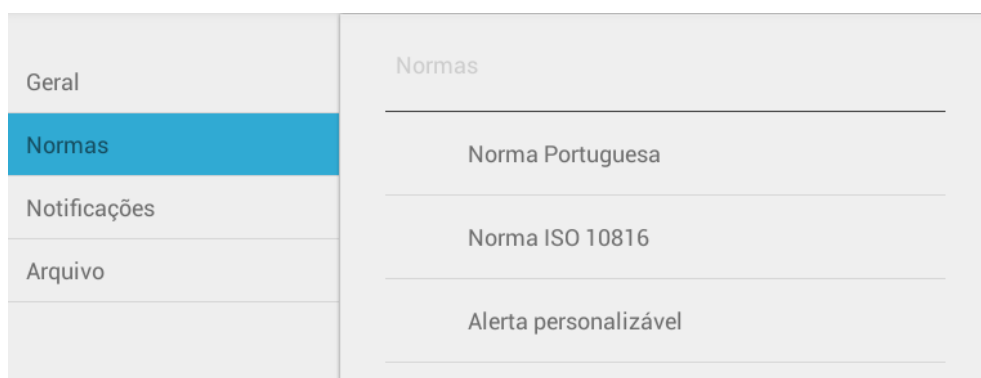 Geral
Normas
Notificações
Arquivo
Normas
Norma Portuguesa
Norma ISO 10816
Alerta personalizável